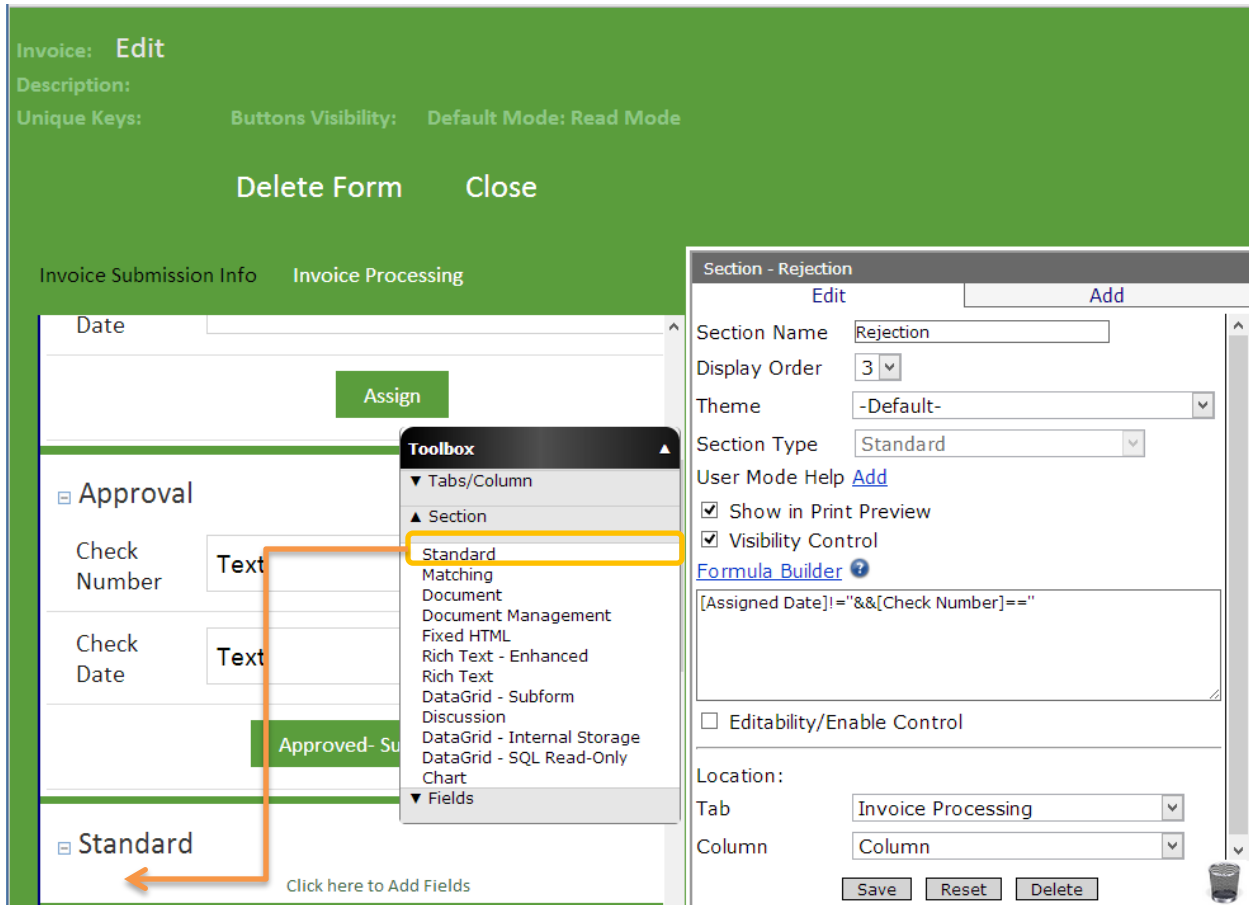 Invoice: Edit
Description:
Unique Keys: Buttons Visibility: Default Mode: Read Mode
Delete Form Close
Invoice Submission Info Invoice Processing
Date
Assign
Approval
Check
Number
Text
Check
Date
Text
Approved- Su
Standard
Click here to Add Fields
Toolbox
Tabs/Column
Section
Standard
Matching
Document
Document Management
Fixed HTML
Rich Text - Enhanced
Rich Text
DataGrid - Subform
Discussion
DataGrid - Internal Storage
DataGrid - SQL Read-Only
Chart
Fields
Section - Rejection
Edit Add
Section Name Rejection
Display Order 3
Theme -Default-
Section Type Standard
User Mode Help Add
Show in Print Preview
Visibility Control
Formula Builder ?
[Assigned Date]!=''&&[Check Number]==''
Editability/Enable Control
Location:
Tab Invoice Processing
Column Column
Save Reset Delete